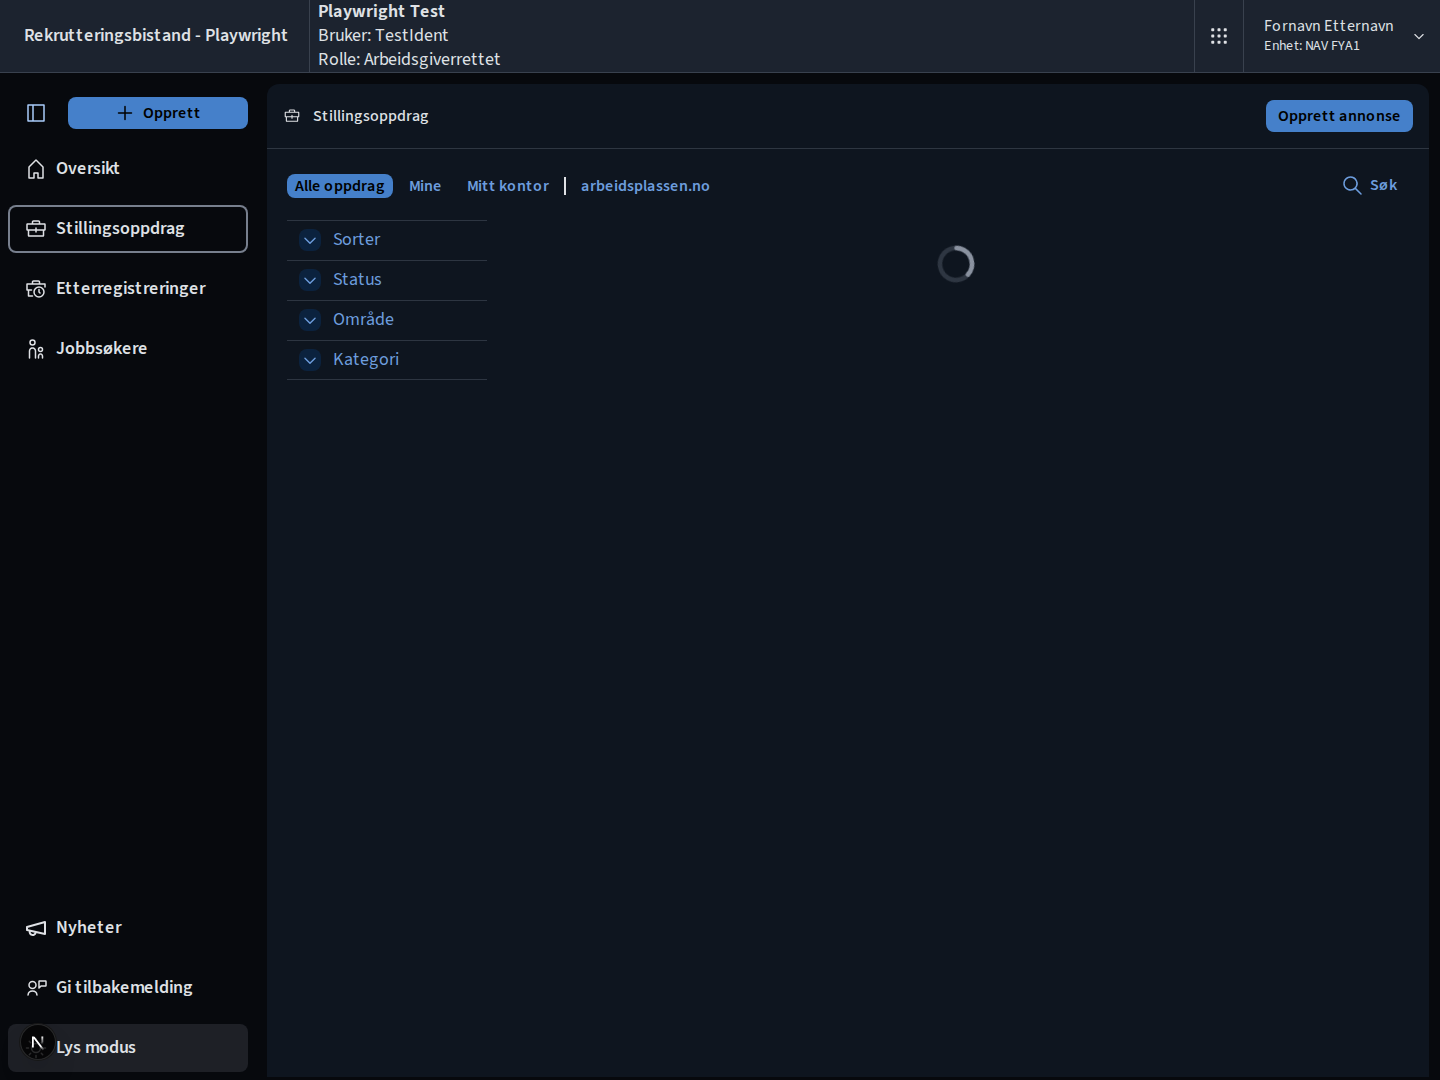 Rekrutteringsbistand - Playwright
Playwright Test
Bruker: TestIdent
Rolle: Arbeidsgiverrettet
Fornavn Etternavn
Enhet: NAV FYA1
Opprett
Oversikt
Stillingsoppdrag
Etterregistreringer
Jobbsøkere
Nyheter
Gi tilbakemelding
N
Lys modus
Stillingsoppdrag
Opprett annonse
Alle oppdrag
Mine
Mitt kontor
arbeidsplassen.no
Søk
Sorter
Status
Område
Kategori